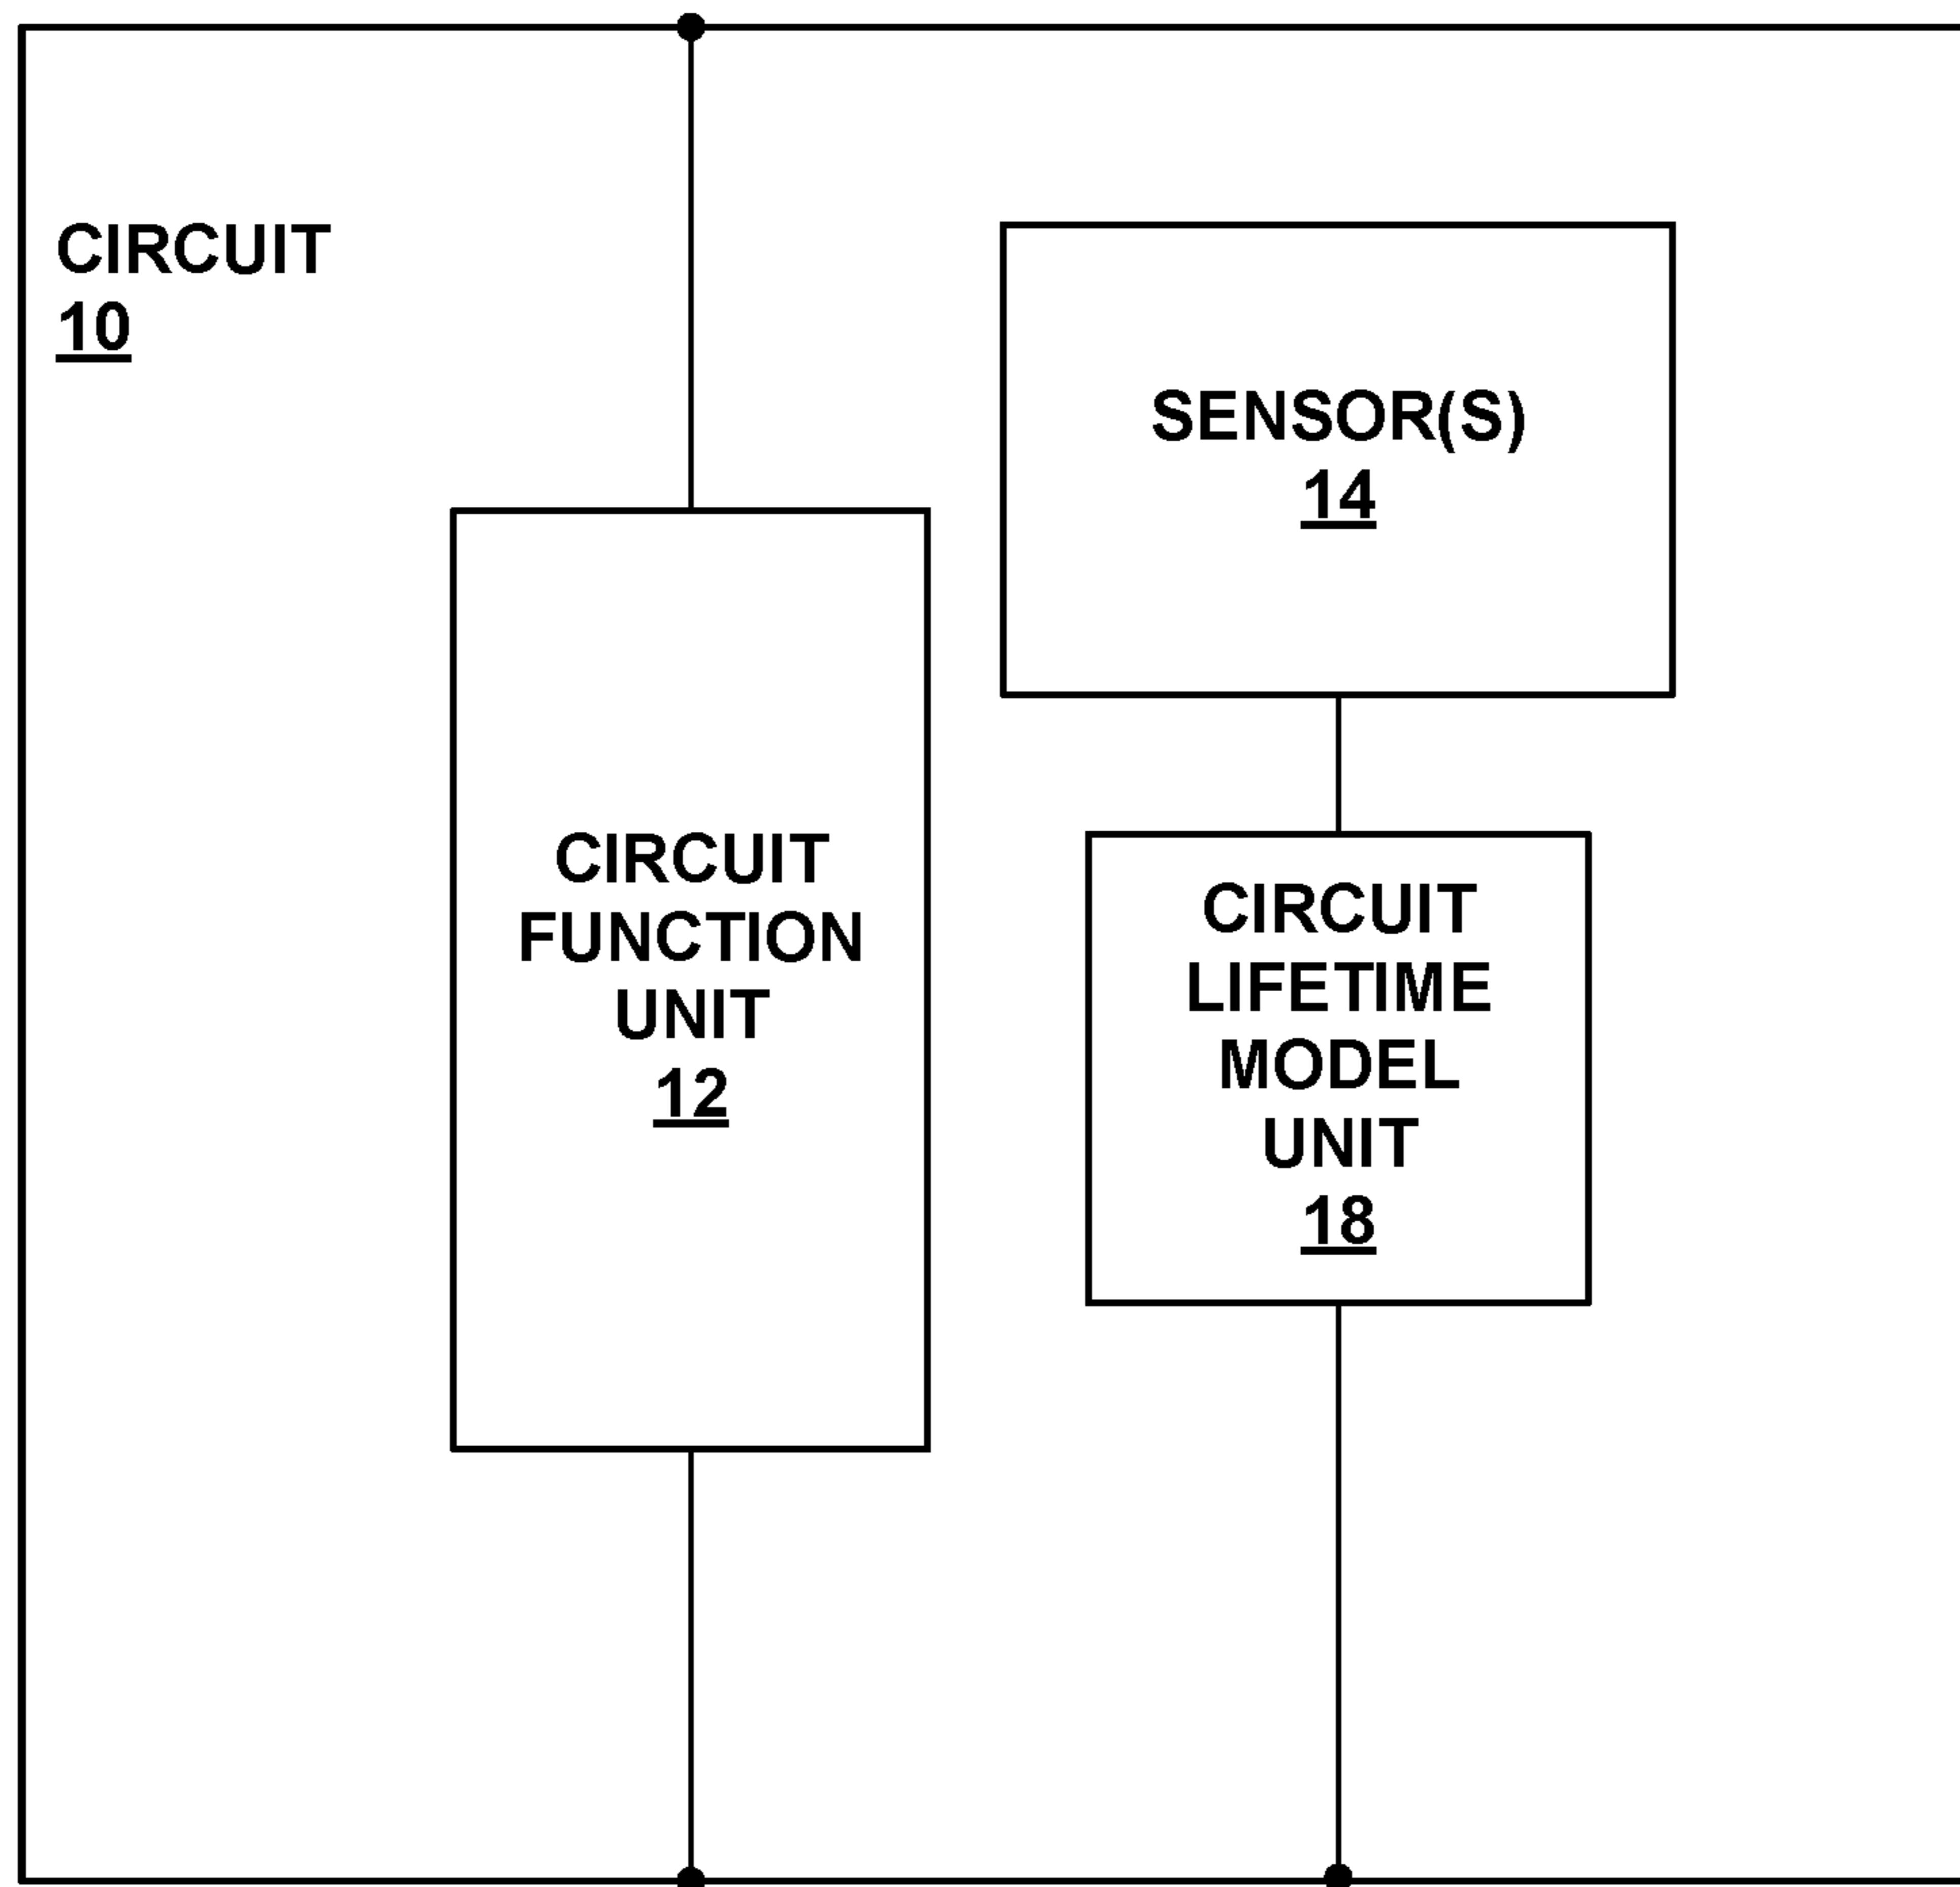 CIRCUIT
10
SENSOR(S)
14
CIRCUIT
FUNCTION
UNIT
12
CIRCUIT
LIFETIME
MODEL
UNIT
18